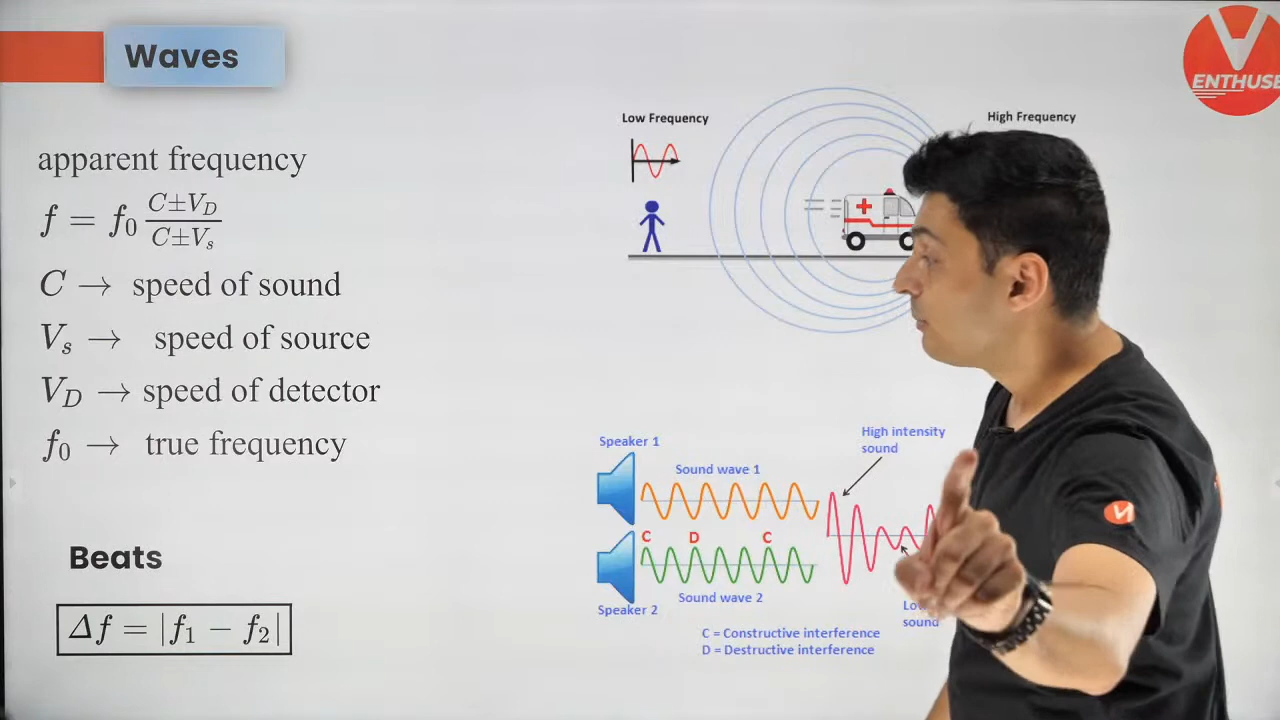 Waves
ENTHUSE
apparent frequency
f = f₀ (C±V_D)/(C±V_s)
C → speed of sound
V_s → speed of source
V_D → speed of detector
f₀ → true frequency
Beats
Δf = |f₁ − f₂|
Low Frequency
High Frequency
Speaker 1
Sound wave 1
High intensity
sound
C D C
Speaker 2
Sound wave 2
sound
C = Constructive interference
D = Destructive interference